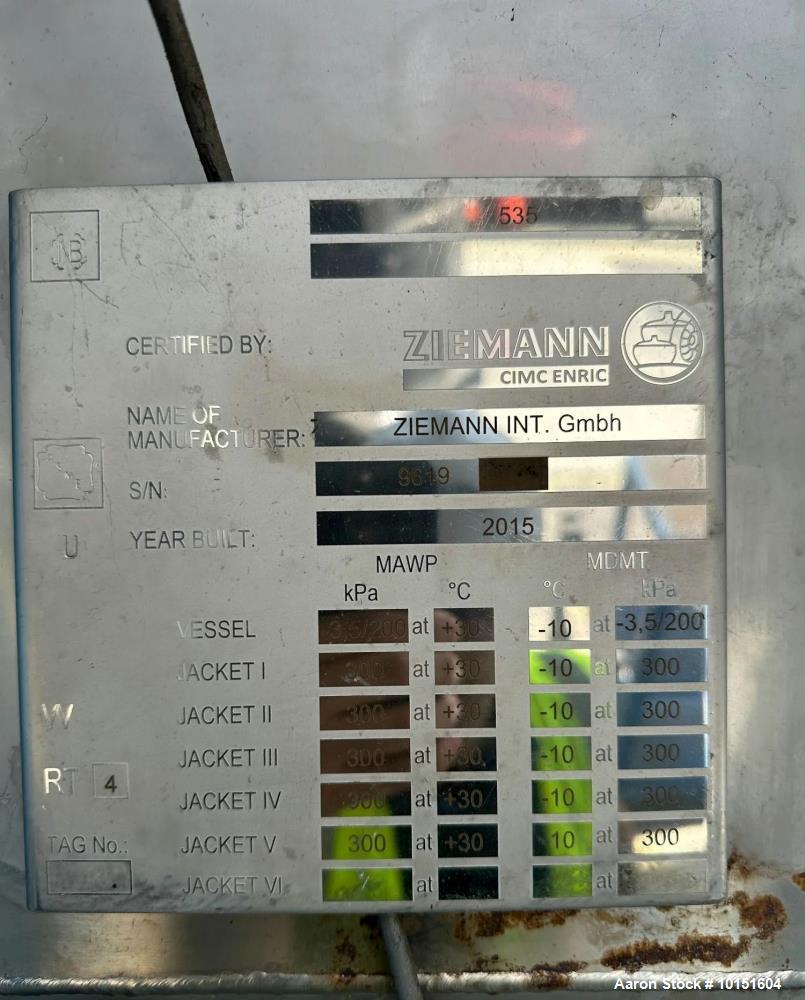 NB
535
CERTIFIED BY:
ZIEMANN
CIMC ENRIC
NAME OF
MANUFACTURER:
ZIEMANN INT. Gmbh
S/N: 9619
U
YEAR BUILT: 2015
MAWP MDMT
kPa °C °C kPa
VESSEL -3,5/200 at +30 -10 at -3,5/200
JACKET I 300 at +30 -10 at 300
JACKET II 300 at +30 -10 at 300
W
JACKET III 300 at +30 -10 at 300
RT 4
JACKET IV 300 at +30 -10 at 300
TAG No.: JACKET V 300 at +30 10 at 300
JACKET VI at at
Aaron Stock # 10151604